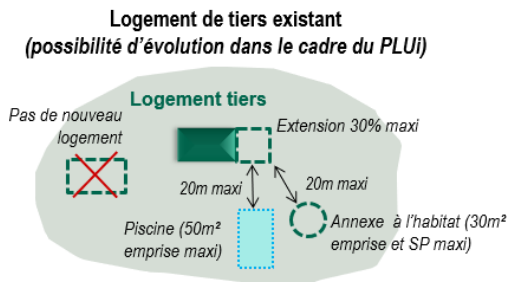 Logement de tiers existant
(possibilité d'évolution dans le cadre du PLUi)
Logement tiers
Pas de nouveau
logement
Extension 30% maxi
20m maxi
20m maxi
Piscine (50m²
emprise maxi)
Annexe à l'habitat (30m²
emprise et SP maxi)